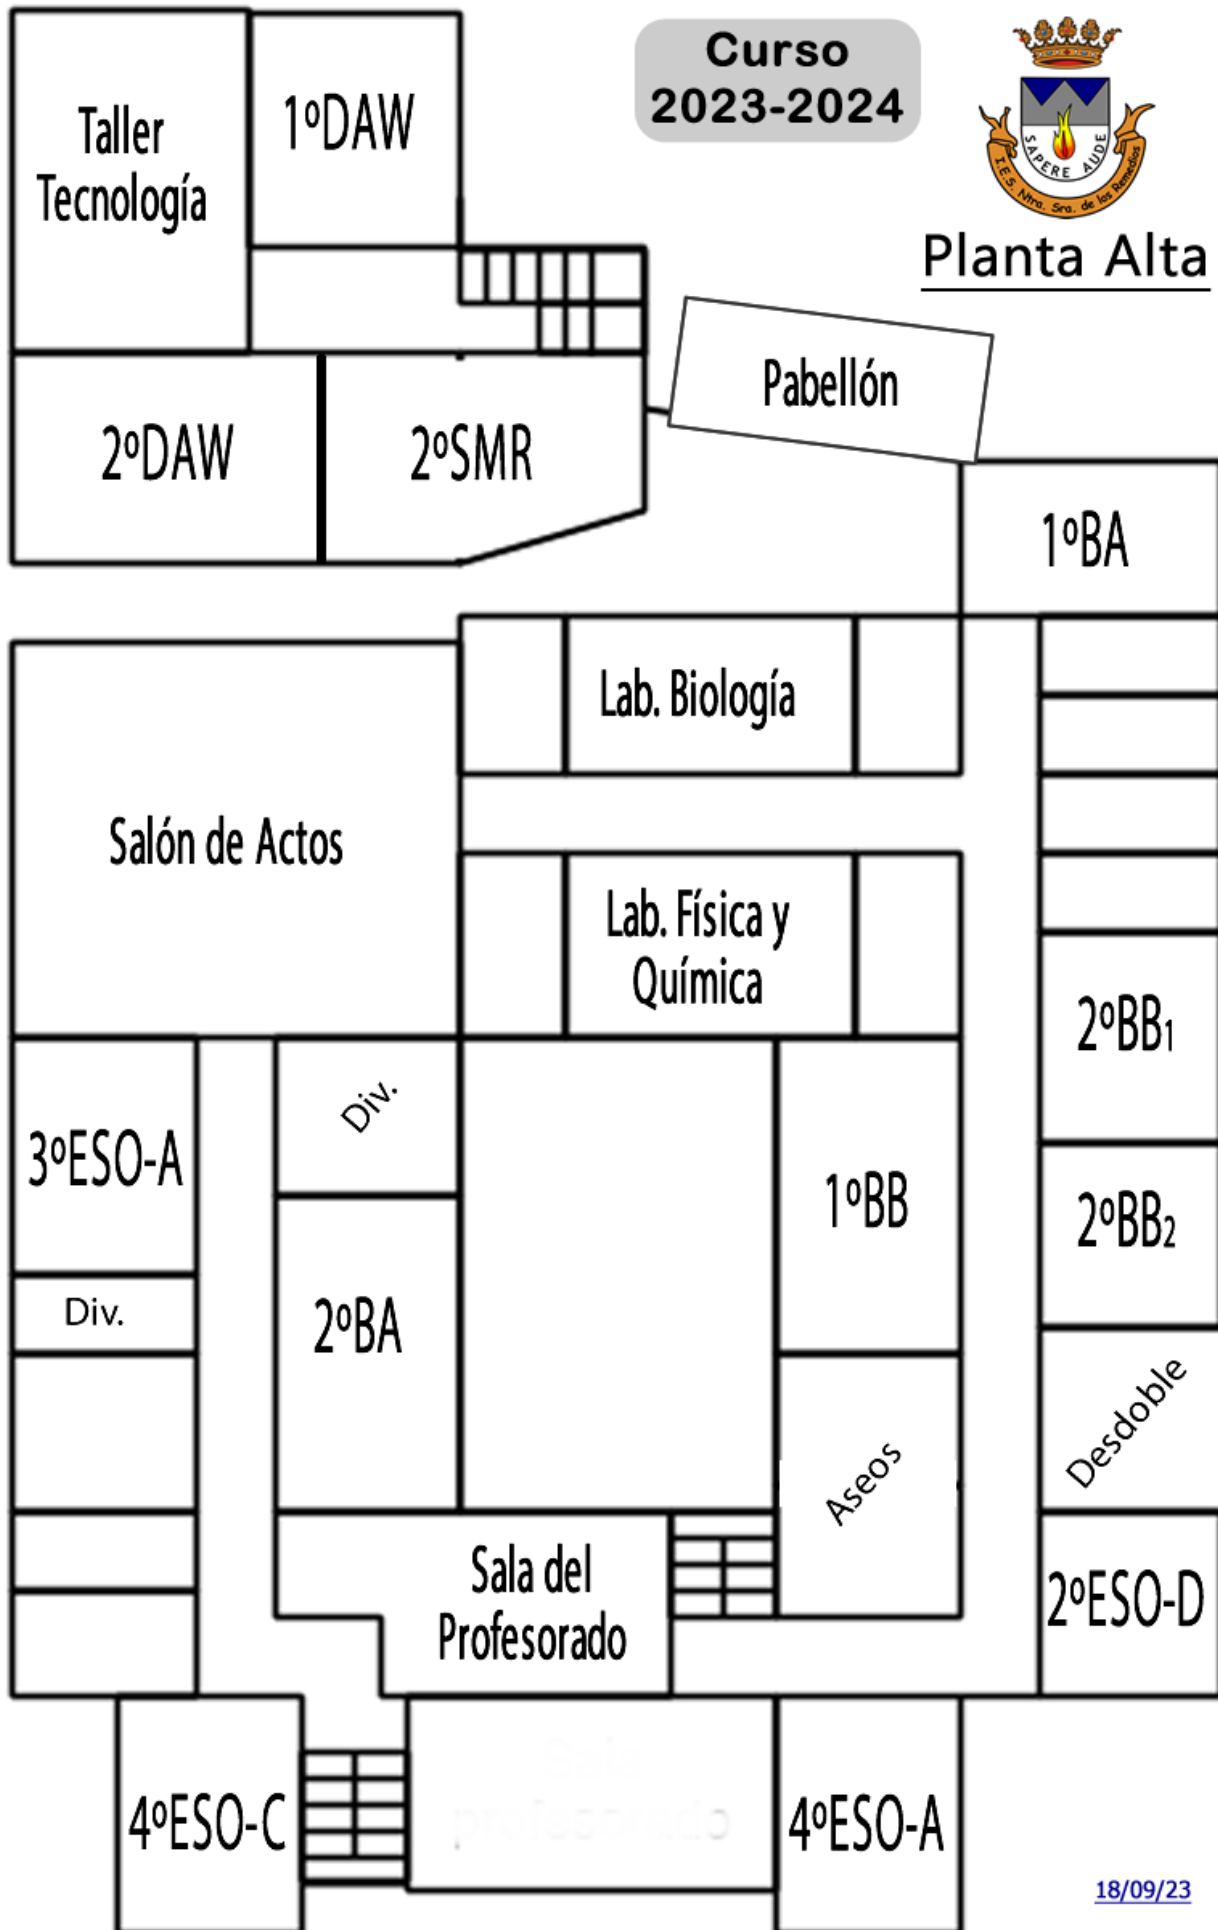 Curso
2023-2024
SAPERE AUDE
I.E.S. Ntra. Sra. de los Remedios
Planta Alta
Taller
Tecnología
1ºDAW
Pabellón
2ºDAW
2ºSMR
1ºBA
Lab. Biología
Salón de Actos
Lab. Física y
Química
2ºBB1
Div.
3ºESO-A
1ºBB
2ºBB2
Div.
2ºBA
Desdoble
Aseos
Sala del
Profesorado
2ºESO-D
Sala
profesorado
4ºESO-C
4ºESO-A
18/09/23